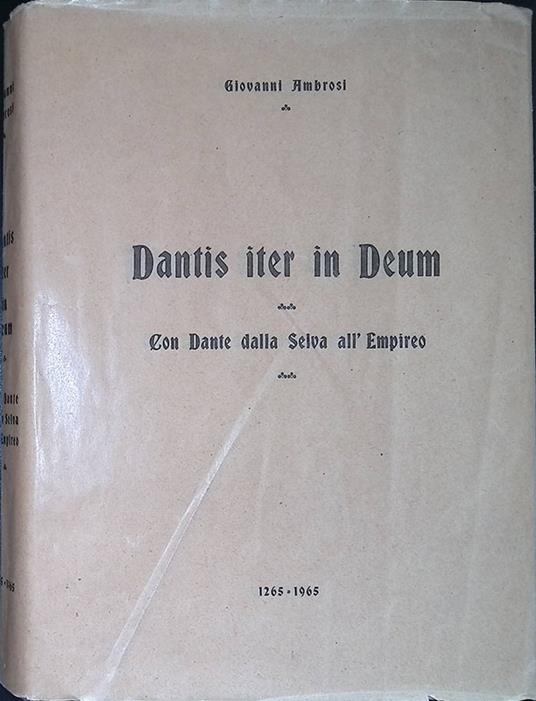 Giovanni Ambrosi
Dantis iter in Deum
Con Dante dalla Selva all' Empireo
1265-1965